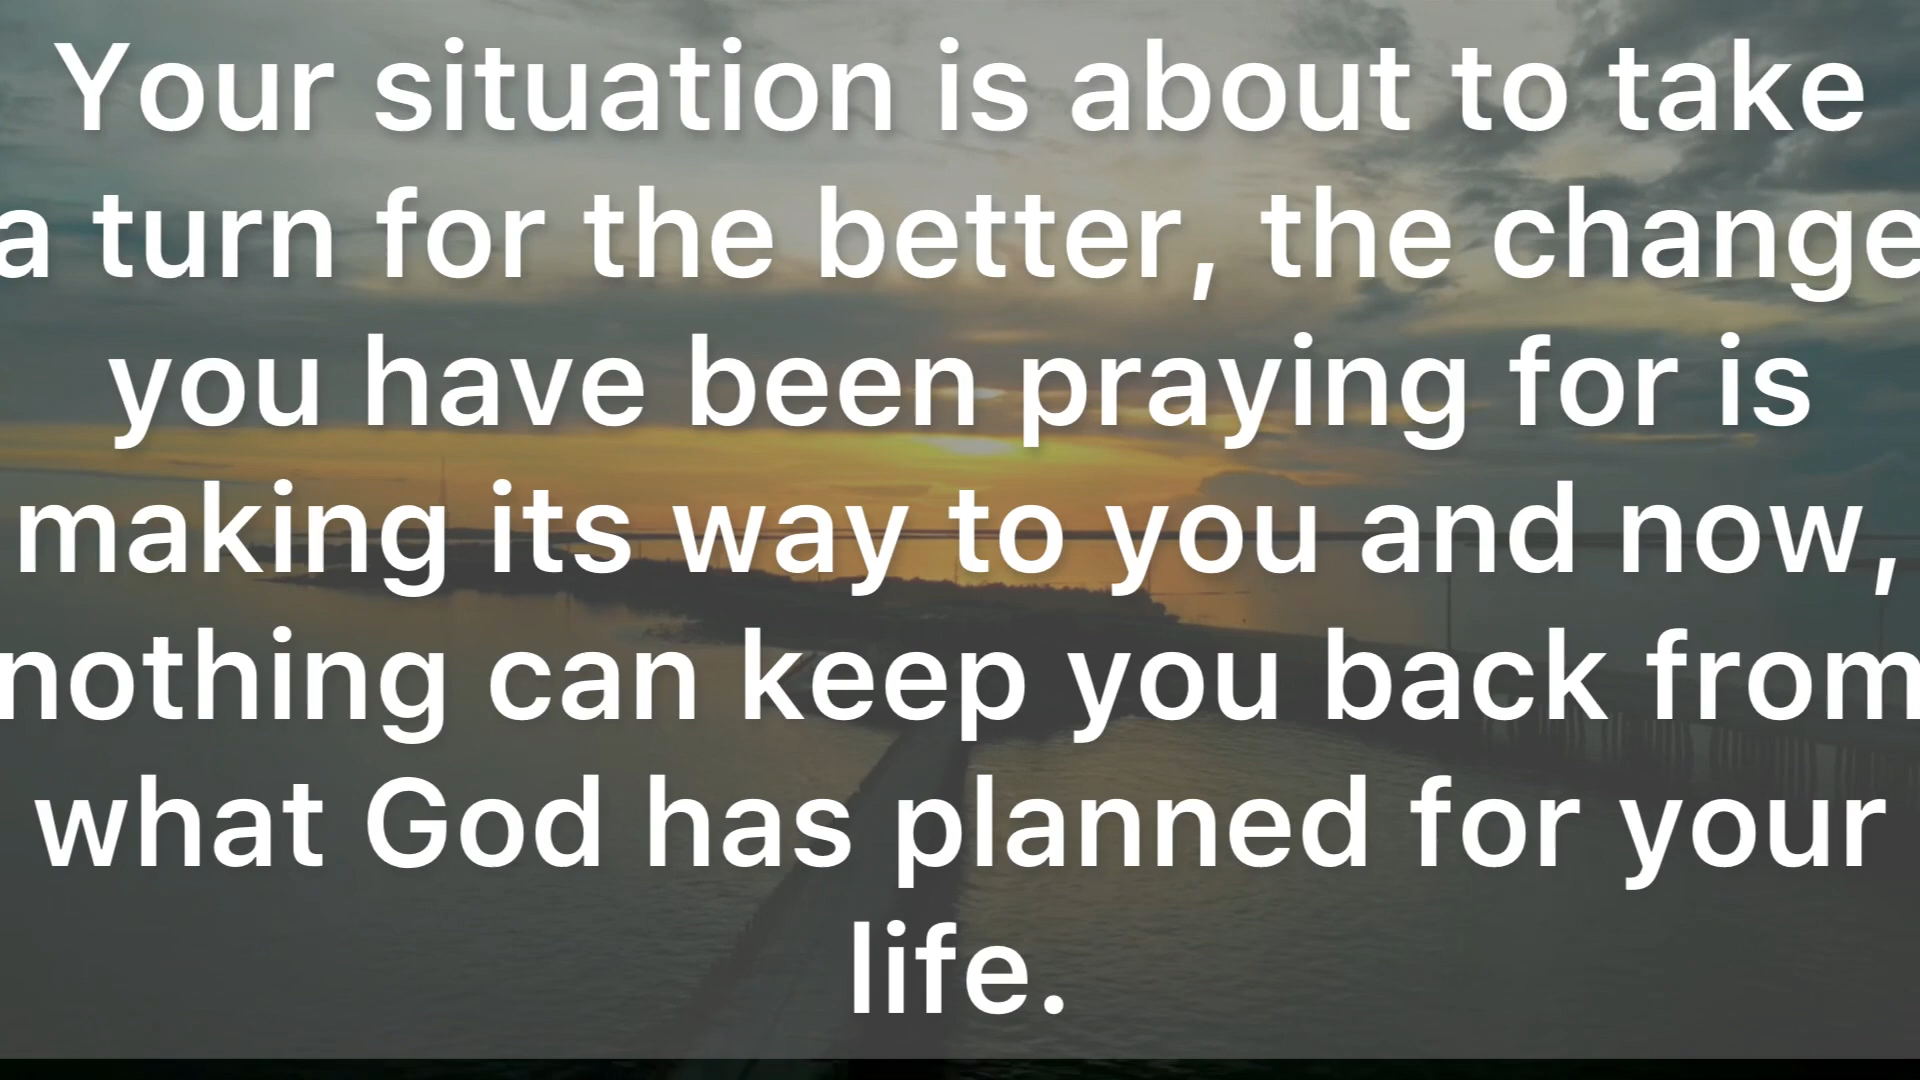 Your situation is about to take
a turn for the better, the change
you have been praying for is
making its way to you and now,
nothing can keep you back from
what God has planned for your
life.